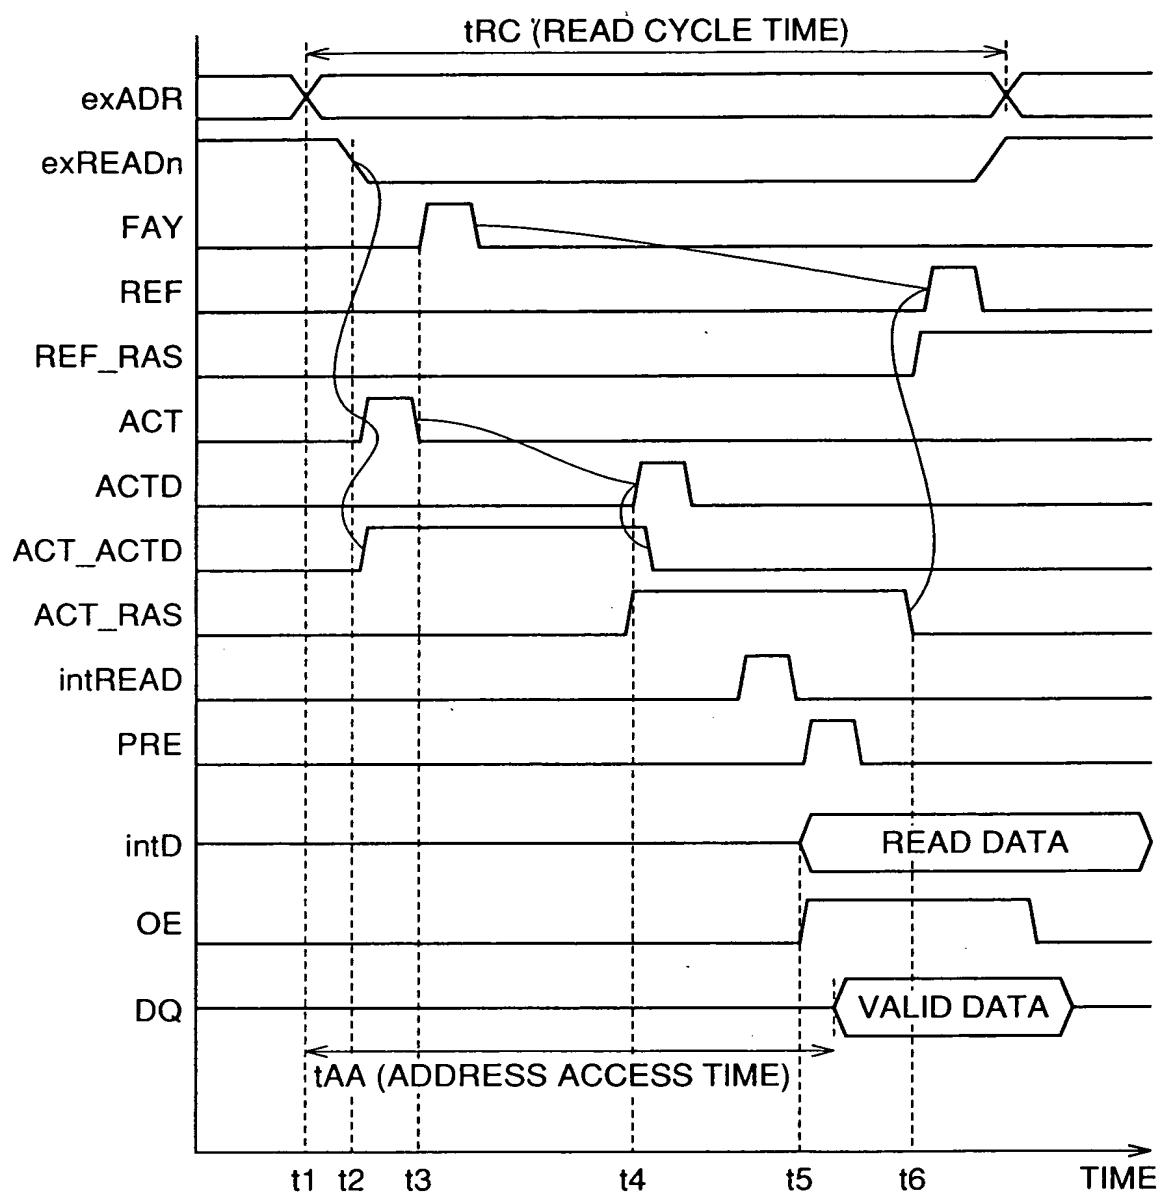 tRC (READ CYCLE TIME)
exADR
exREADn
FAY
REF
REF_RAS
ACT
ACTD
ACT_ACTD
ACT_RAS
intREAD
PRE
intD READ DATA
OE
DQ VALID DATA
tAA (ADDRESS ACCESS TIME)
t1 t2 t3 t4 t5 t6 TIME